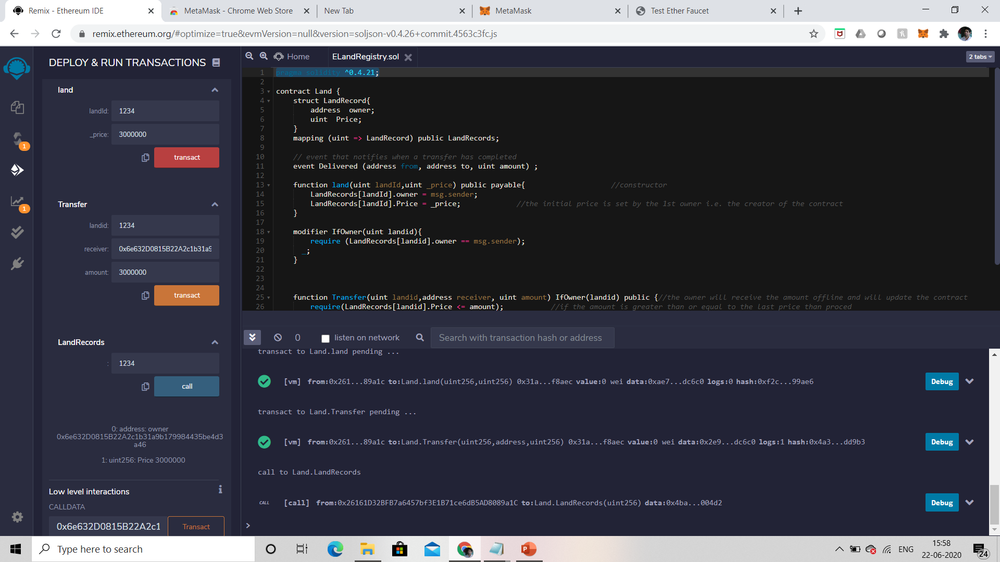 Remix - Ethereum IDE
MetaMask - Chrome Web Store
New Tab
MetaMask
Test Ether Faucet
remix.ethereum.org/#optimize=true&evmVersion=null&version=soljson-v0.4.26+commit.4563c3fc.js
DEPLOY & RUN TRANSACTIONS
land
landId: 1234
_price: 3000000
transact
Transfer
landid: 1234
receiver: 0x6e632D0815B22A2c1b31a9
amount: 3000000
transact
LandRecords
: 1234
call
0: address: owner
0x6e632D0815B22A2c1b31a9b179984435be4d3
a46
1: uint256: Price 3000000
Low level interactions
CALLDATA
0x6e632D0815B22A2c1 Transact
1
1
Home
ELandRegistry.sol
2 tabs
1 pragma solidity ^0.4.21;
2
3 contract Land {
4 struct LandRecord{
5 address  owner;
6 uint  Price;
7 }
8 mapping (uint => LandRecord) public LandRecords;
9
10 // event that notifies when a transfer has completed
11 event Delivered (address from, address to, uint amount) ;
12
13 function land(uint landId,uint _price) public payable{ //constructor
14 LandRecords[landId].owner = msg.sender;
15 LandRecords[landId].Price = _price; //the initial price is set by the 1st owner i.e. the creator of the contract
16 }
17
18 modifier IfOwner(uint landid){
19 require (LandRecords[landid].owner == msg.sender);
20 _;
21 }
22
23
24
25 function Transfer(uint landid,address receiver, uint amount) IfOwner(landid) public {//the owner will receive the amount offline and will update the contract
26 require(LandRecords[landid].Price <= amount); //if the amount is greater than or equal to the last price than proced
0
listen on network
Search with transaction hash or address
transact to Land.land pending ...
[vm] from:0x261...89a1c to:Land.land(uint256,uint256) 0x31a...f8aec value:0 wei data:0xae7...dc6c0 logs:0 hash:0xf2c...99ae6
Debug
transact to Land.Transfer pending ...
[vm] from:0x261...89a1c to:Land.Transfer(uint256,address,uint256) 0x31a...f8aec value:0 wei data:0x2e9...dc6c0 logs:1 hash:0x4a3...dd9b3
Debug
call to Land.LandRecords
CALL [call] from:0x26161D32BFB7a6457bf3E1B71ce6dB5AD8089a1C to:Land.LandRecords(uint256) data:0x4ba...004d2
Debug
>
Type here to search
ENG
15:58
22-06-2020
24